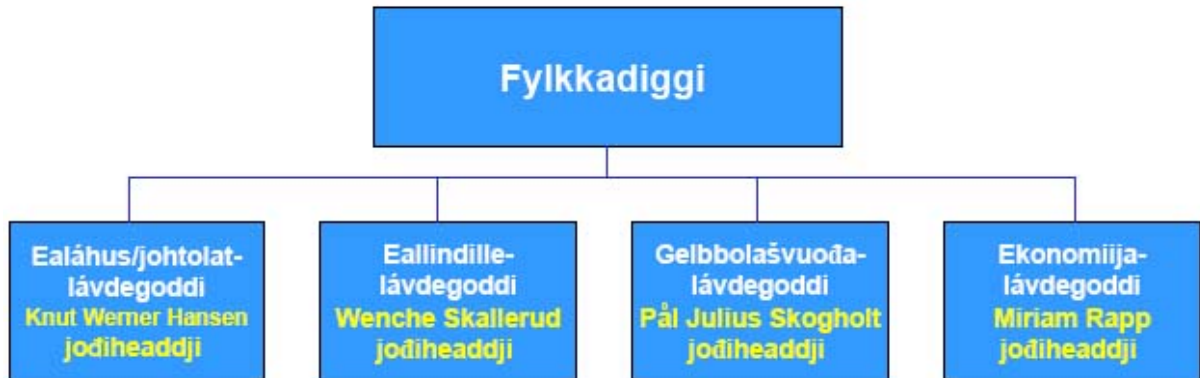 Fylkkadiggi
Ealáhus/johtolat-
lávdegoddi
Knut Werner Hansen
jođiheaddji
Eallindille-
lávdegoddi
Wenche Skallerud
jođiheaddji
Gelbbolašvuođa-
lávdegoddi
Pål Julius Skogholt
jođiheaddji
Ekonomiija-
lávdegoddi
Miriam Rapp
jođiheaddji